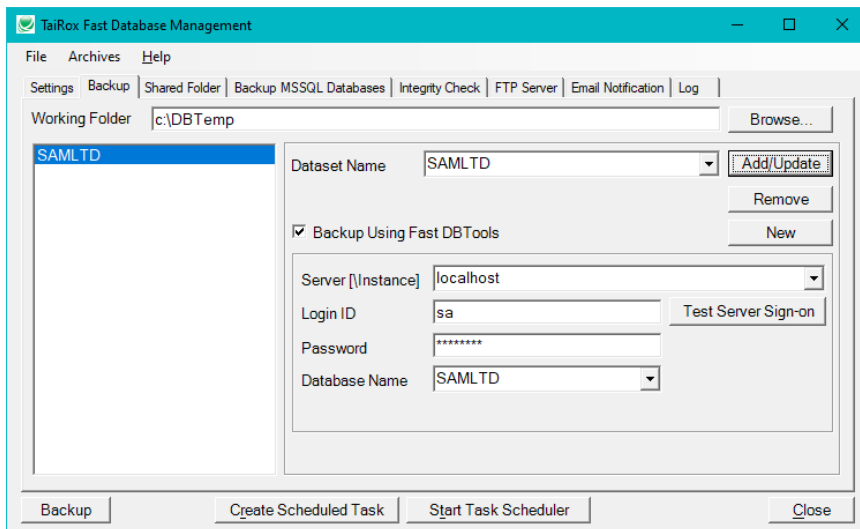 TaiRox Fast Database Management
File Archives Help
Settings Backup Shared Folder Backup MSSQL Databases Integrity Check FTP Server Email Notification Log
Working Folder c:\DBTemp Browse...
SAMLTD
Dataset Name SAMLTD Add/Update
Remove
Backup Using Fast DBTools New
Server [\Instance] localhost
Login ID sa Test Server Sign-on
Password ********
Database Name SAMLTD
Backup Create Scheduled Task Start Task Scheduler Close